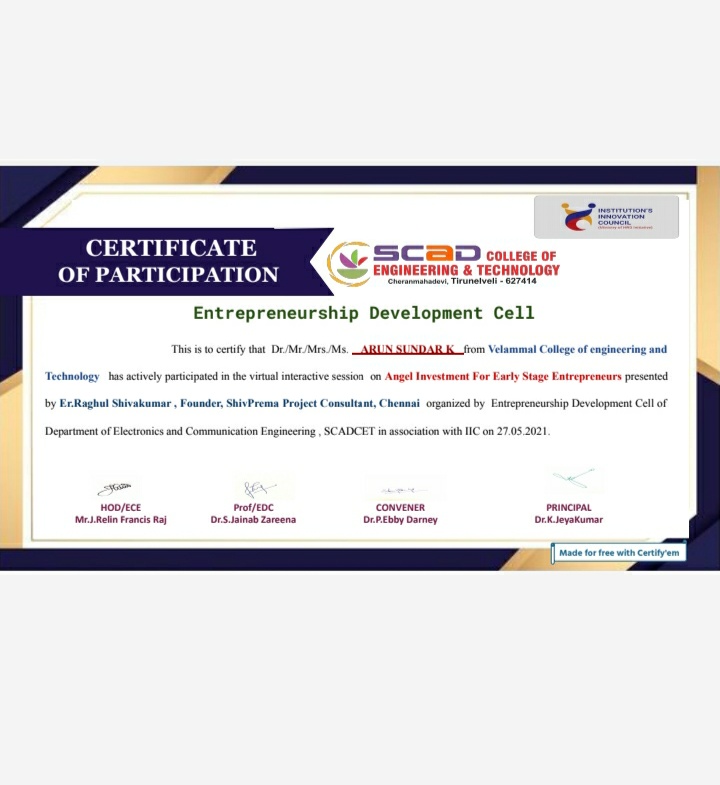 INSTITUTION'S
INNOVATION
COUNCIL
CERTIFICATE
OF PARTICIPATION
SCAD COLLEGE OF
ENGINEERING & TECHNOLOGY
Cheranmahadevi, Tirunelveli - 627414
Entrepreneurship Development Cell
This is to certify that Dr./Mr./Mrs./Ms. ARUN SUNDAR K from Velammal College of engineering and
Technology has actively participated in the virtual interactive session on Angel Investment For Early Stage Entrepreneurs presented
by Er.Raghul Shivakumar , Founder, ShivPrema Project Consultant, Chennai organized by Entrepreneurship Development Cell of
Department of Electronics and Communication Engineering , SCADCET in association with IIC on 27.05.2021.
HOD/ECE Prof/EDC CONVENER PRINCIPAL
Mr.J.Relin Francis Raj Dr.S.Jainab Zareena Dr.P.Ebby Darney Dr.K.JeyaKumar
Made for free with Certify'em